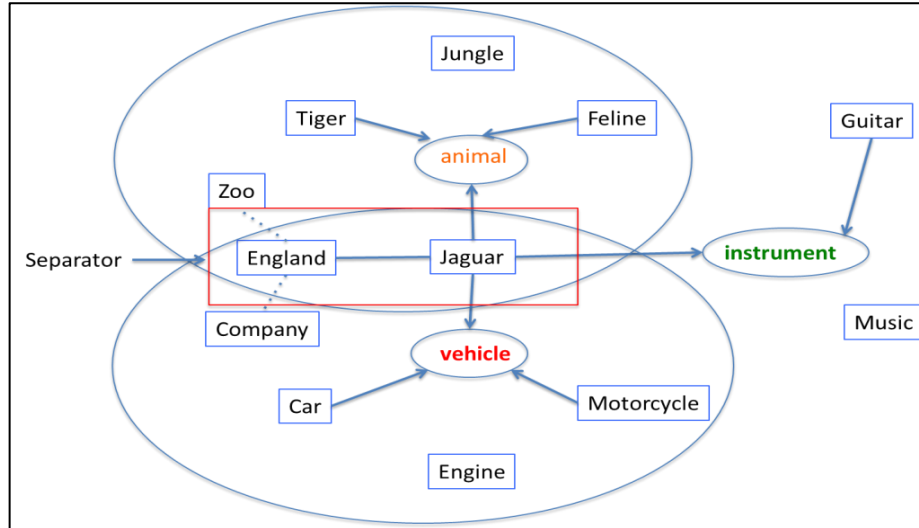 Jungle
Tiger
Feline
Guitar
animal
Zoo
Separator
England
Jaguar
instrument
Company
Music
vehicle
Car
Motorcycle
Engine